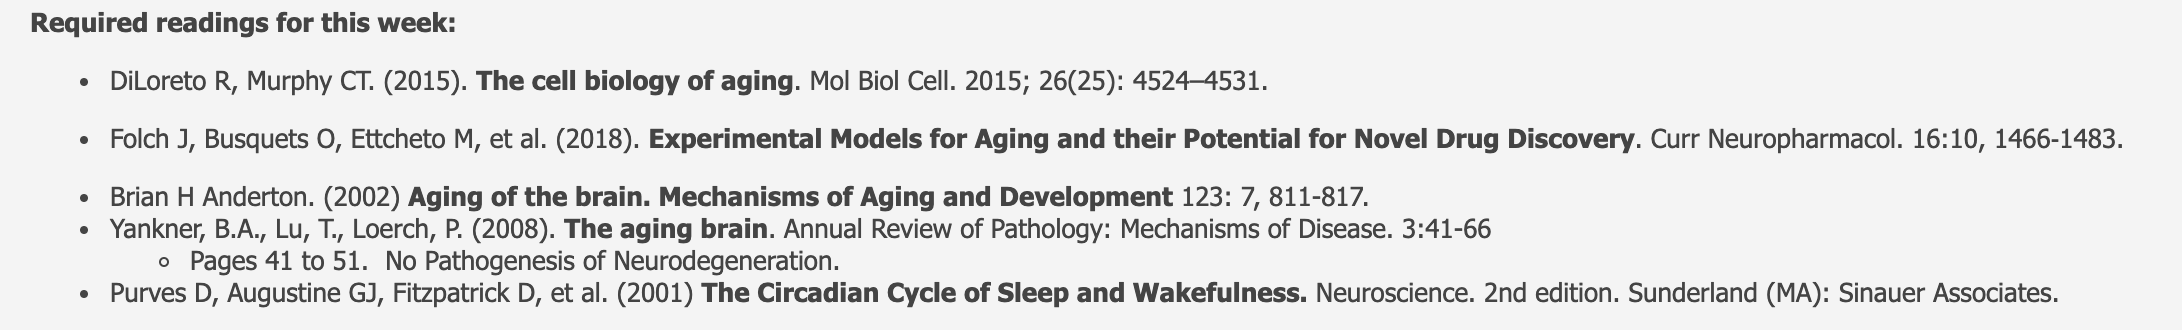 Required readings for this week:
• DiLoreto R, Murphy CT. (2015). The cell biology of aging. Mol Biol Cell. 2015; 26(25): 4524–4531.
• Folch J, Busquets O, Ettcheto M, et al. (2018). Experimental Models for Aging and their Potential for Novel Drug Discovery. Curr Neuropharmacol. 16:10, 1466-1483.
• Brian H Anderton. (2002) Aging of the brain. Mechanisms of Aging and Development 123: 7, 811-817.
• Yankner, B.A., Lu, T., Loerch, P. (2008). The aging brain. Annual Review of Pathology: Mechanisms of Disease. 3:41-66
◦ Pages 41 to 51.  No Pathogenesis of Neurodegeneration.
• Purves D, Augustine GJ, Fitzpatrick D, et al. (2001) The Circadian Cycle of Sleep and Wakefulness. Neuroscience. 2nd edition. Sunderland (MA): Sinauer Associates.